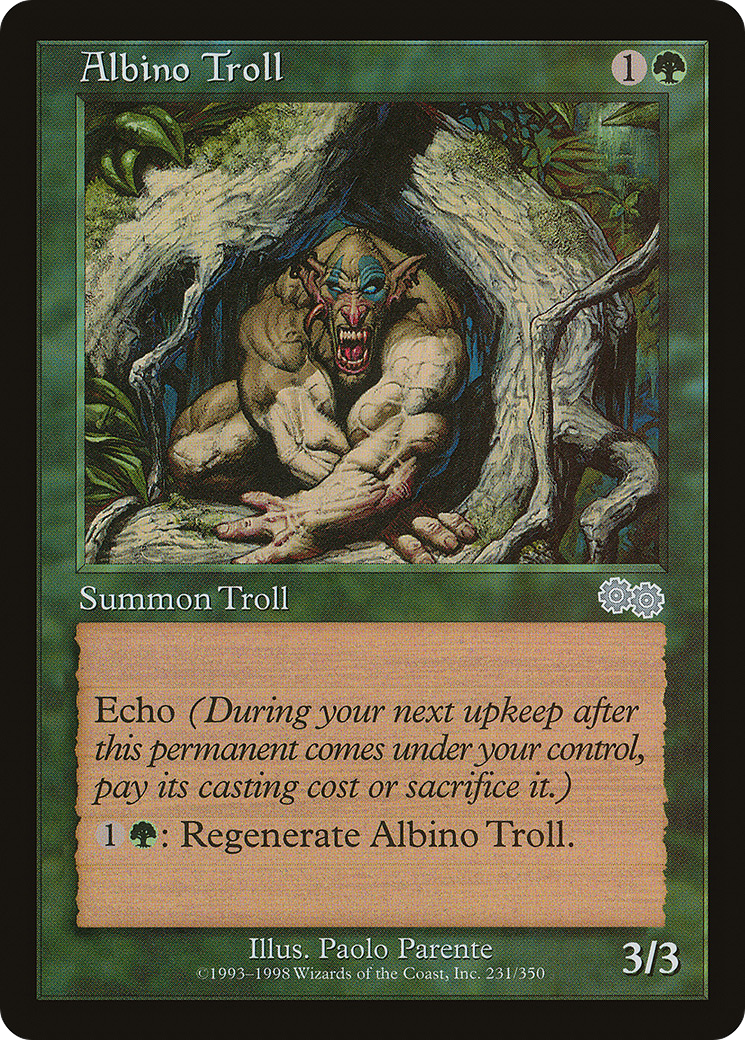 Albino Troll
1
Summon Troll
Echo (During your next upkeep after
this permanent comes under your control,
pay its casting cost or sacrifice it.)
1 : Regenerate Albino Troll.
Illus. Paolo Parente
©1993–1998 Wizards of the Coast, Inc. 231/350
3/3